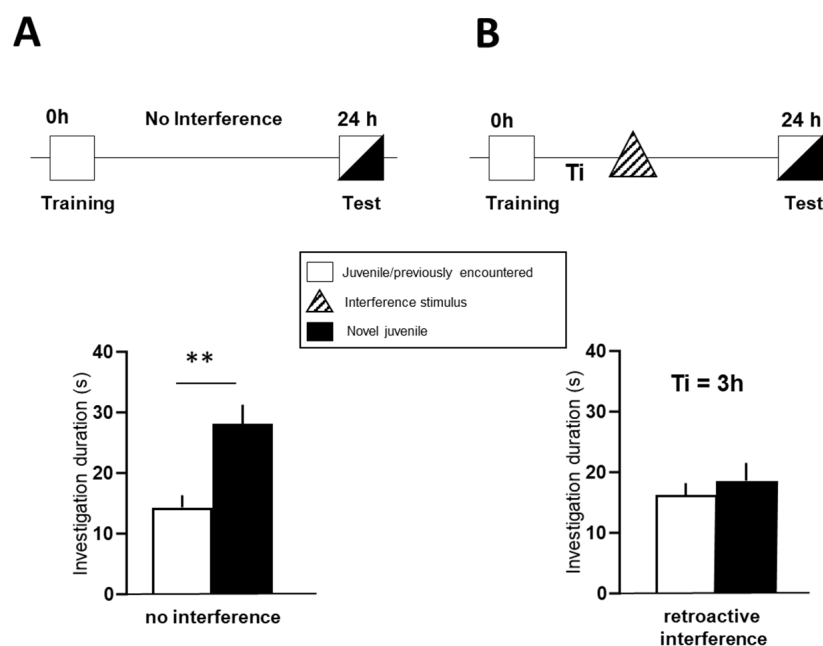 A
B
0h
No Interference
24 h
Training
Test
0h
Ti
24 h
Training
Test
Juvenile/previously encountered
Interference stimulus
Novel juvenile
Investigation duration (s)
40
30
20
10
0
**
no interference
Investigation duration (s)
40
30
20
10
0
Ti = 3h
retroactive
interference